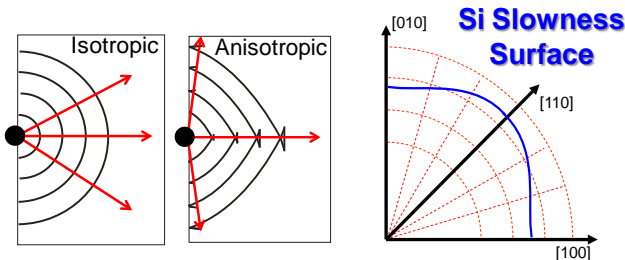 Isotropic
Anisotropic
Si Slowness
Surface
[010]
[110]
[100]